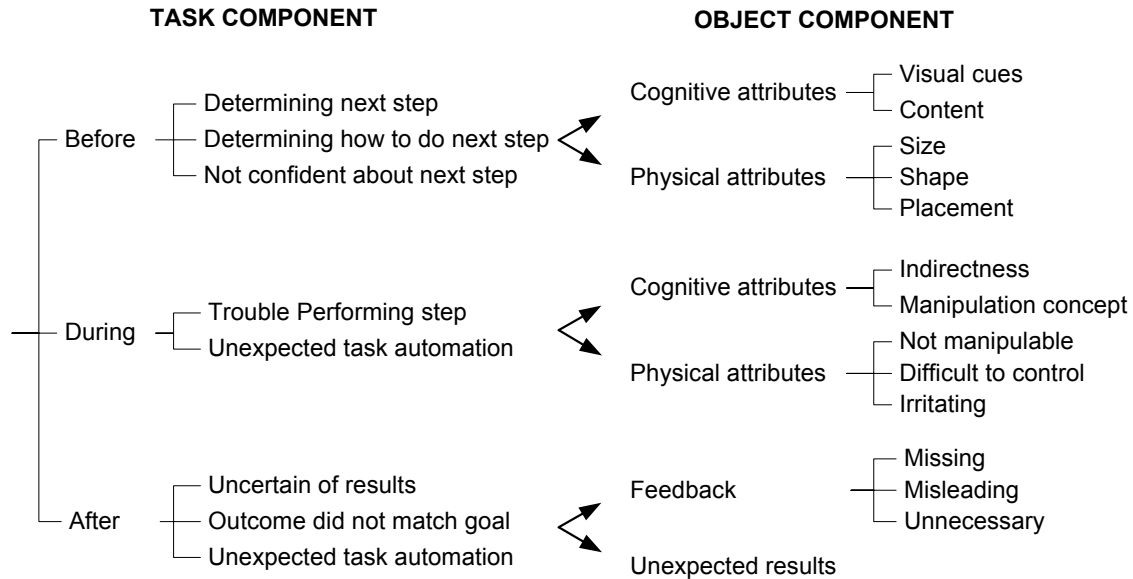 TASK COMPONENT
OBJECT COMPONENT
Before
Determining next step
Determining how to do next step
Not confident about next step
Cognitive attributes
Visual cues
Content
Physical attributes
Size
Shape
Placement
During
Trouble Performing step
Unexpected task automation
Cognitive attributes
Indirectness
Manipulation concept
Physical attributes
Not manipulable
Difficult to control
Irritating
After
Uncertain of results
Outcome did not match goal
Unexpected task automation
Feedback
Missing
Misleading
Unnecessary
Unexpected results